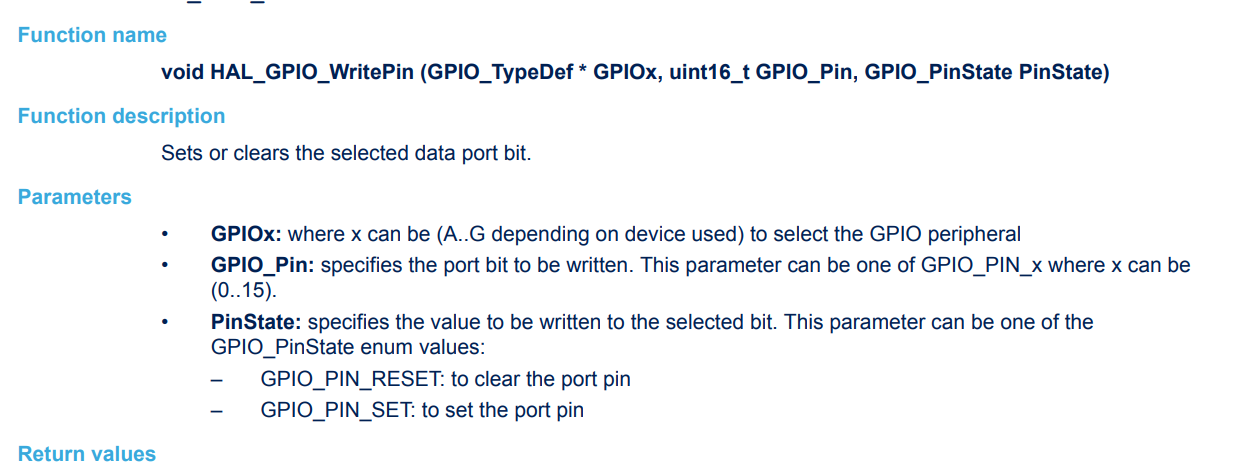 Function name
void HAL_GPIO_WritePin (GPIO_TypeDef * GPIOx, uint16_t GPIO_Pin, GPIO_PinState PinState)
Function description
Sets or clears the selected data port bit.
Parameters
• GPIOx: where x can be (A..G depending on device used) to select the GPIO peripheral
• GPIO_Pin: specifies the port bit to be written. This parameter can be one of GPIO_PIN_x where x can be
(0..15).
• PinState: specifies the value to be written to the selected bit. This parameter can be one of the
GPIO_PinState enum values:
– GPIO_PIN_RESET: to clear the port pin
– GPIO_PIN_SET: to set the port pin
Return values